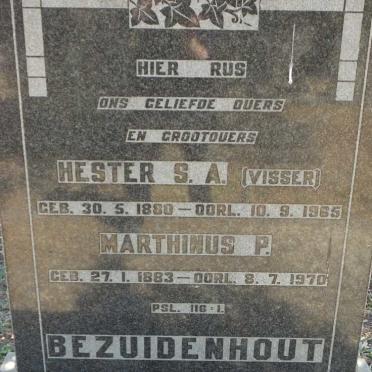 HIER RUS
ONS GELIEFDE OUERS
EN GROOTOUERS
HESTER S. A. (VISSER)
GEB. 30. 5. 1880 — OORL. 10. 9. 1965
MARTHINUS P.
GEB. 27. 1. 1883 — OORL. 8. 7. 1970
PSL. 116:1.
BEZUIDENHOUT